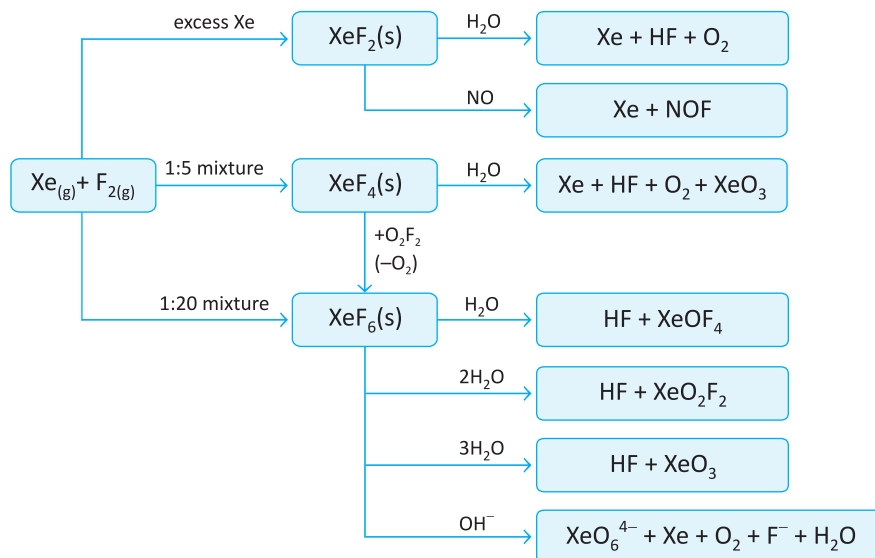 excess Xe
XeF₂(s)
H₂O
Xe + HF + O₂
NO
Xe + NOF
Xe₍g₎+ F₂₍g₎
1:5 mixture
XeF₄(s)
H₂O
Xe + HF + O₂ + XeO₃
+O₂F₂
(–O₂)
1:20 mixture
XeF₆(s)
H₂O
HF + XeOF₄
2H₂O
HF + XeO₂F₂
3H₂O
HF + XeO₃
OH⁻
XeO₆⁴⁻ + Xe + O₂ + F⁻ + H₂O